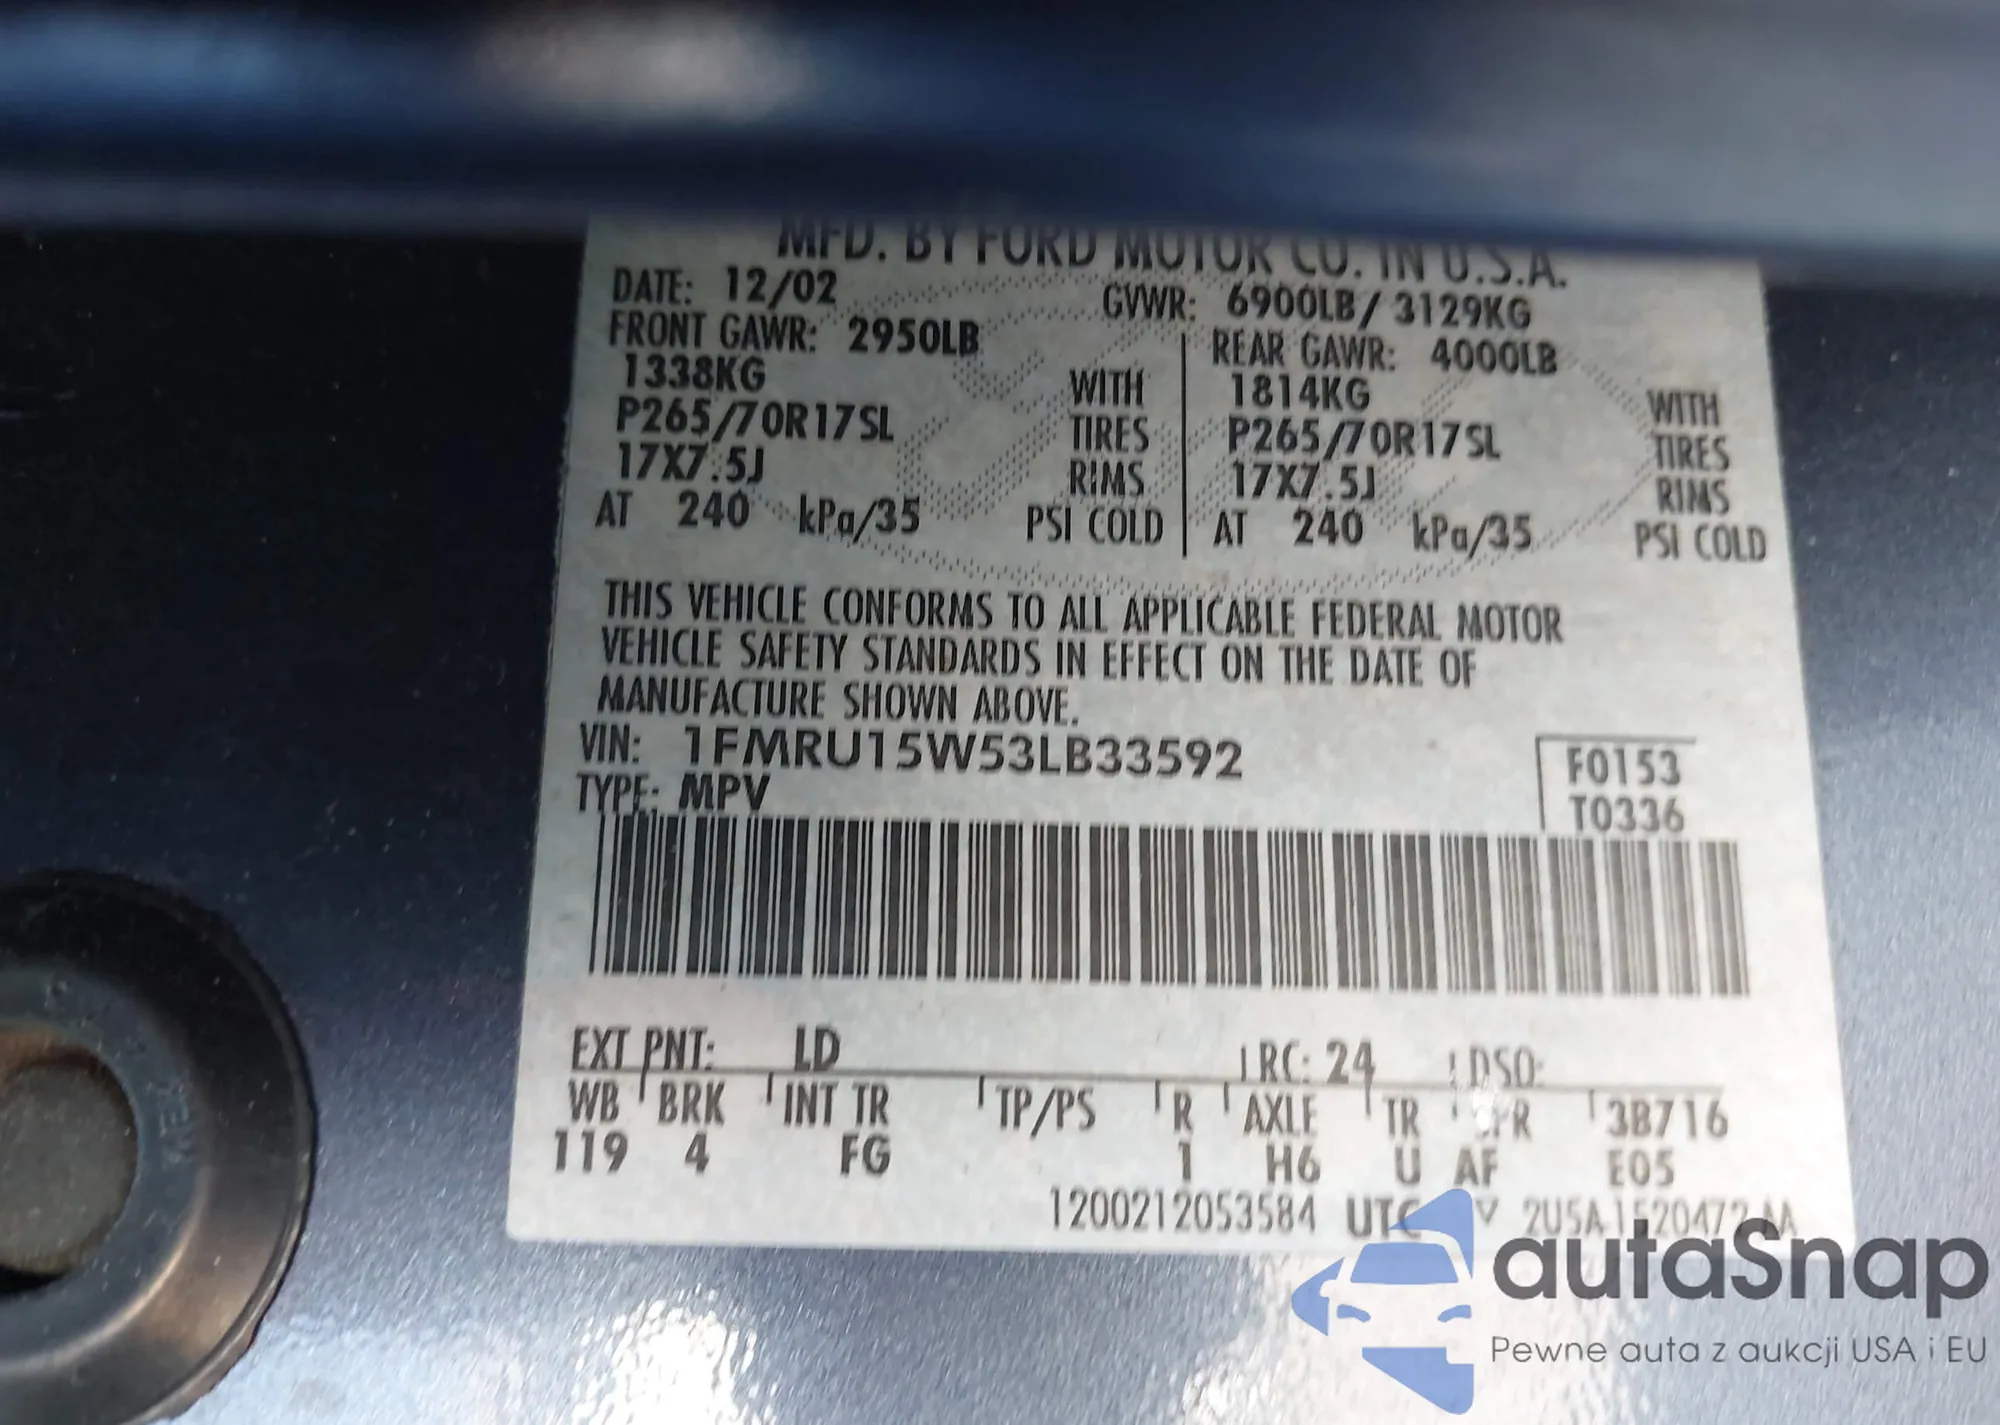 MFD. BY FORD MOTOR CO. IN U.S.A.
DATE: 12/02 GVWR: 6900LB / 3129KG
FRONT GAWR: 2950LB REAR GAWR: 4000LB
1338KG WITH 1814KG WITH
P265/70R17SL TIRES P265/70R17SL TIRES
17X7.5J RIMS 17X7.5J RIMS
AT 240 kPa/35 PSI COLD AT 240 kPa/35 PSI COLD
THIS VEHICLE CONFORMS TO ALL APPLICABLE FEDERAL MOTOR
VEHICLE SAFETY STANDARDS IN EFFECT ON THE DATE OF
MANUFACTURE SHOWN ABOVE.
VIN: 1FMRU15W53LB33592 F0153
TYPE: MPV T0336
EXT PNT: LD RC: 24 DSO:
WB BRK INT TR TP/PS R AXLE TR 3B716
119 4 FG 1 H6 U AF E05
1200212053584
autaSnap
Pewne auta z aukcji USA i EU